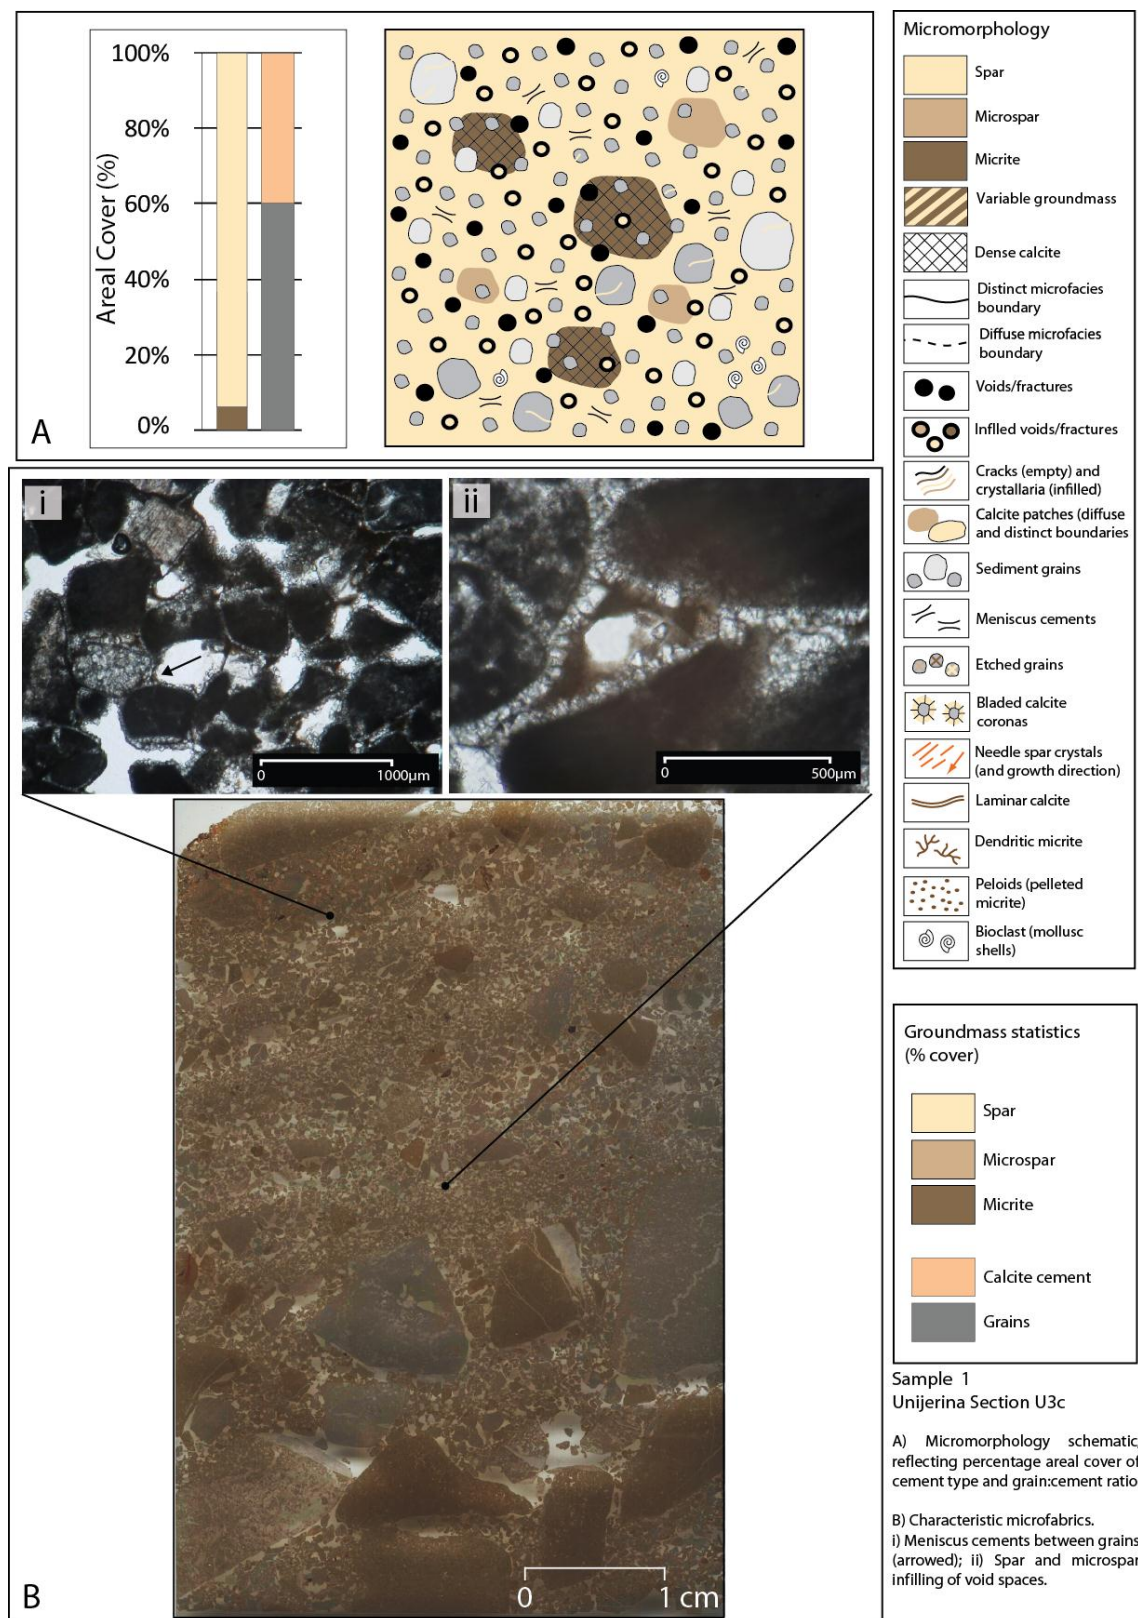 100%
80%
60%
40%
20%
0%
Areal Cover (%)
A
i
ii
0
1000µm
0
500µm
0
1 cm
B
Micromorphology
Spar
Microspar
Micrite
Variable groundmass
Dense calcite
Distinct microfacies
boundary
Diffuse microfacies
boundary
Voids/fractures
Inflled voids/fractures
Cracks (empty) and
crystallaria (infilled)
Calcite patches (diffuse
and distinct boundaries
Sediment grains
Meniscus cements
Etched grains
Bladed calcite
coronas
Needle spar crystals
(and growth direction)
Laminar calcite
Dendritic micrite
Peloids (pelleted
micrite)
Bioclast (mollusc
shells)
Groundmass statistics
(% cover)
Spar
Microspar
Micrite
Calcite cement
Grains
Sample 1
Unijerina Section U3c
A) Micromorphology schematic,
reflecting percentage areal cover of
cement type and grain:cement ratio
B) Characteristic microfabrics.
i) Meniscus cements between grains
(arrowed); ii) Spar and microspar
infilling of void spaces.